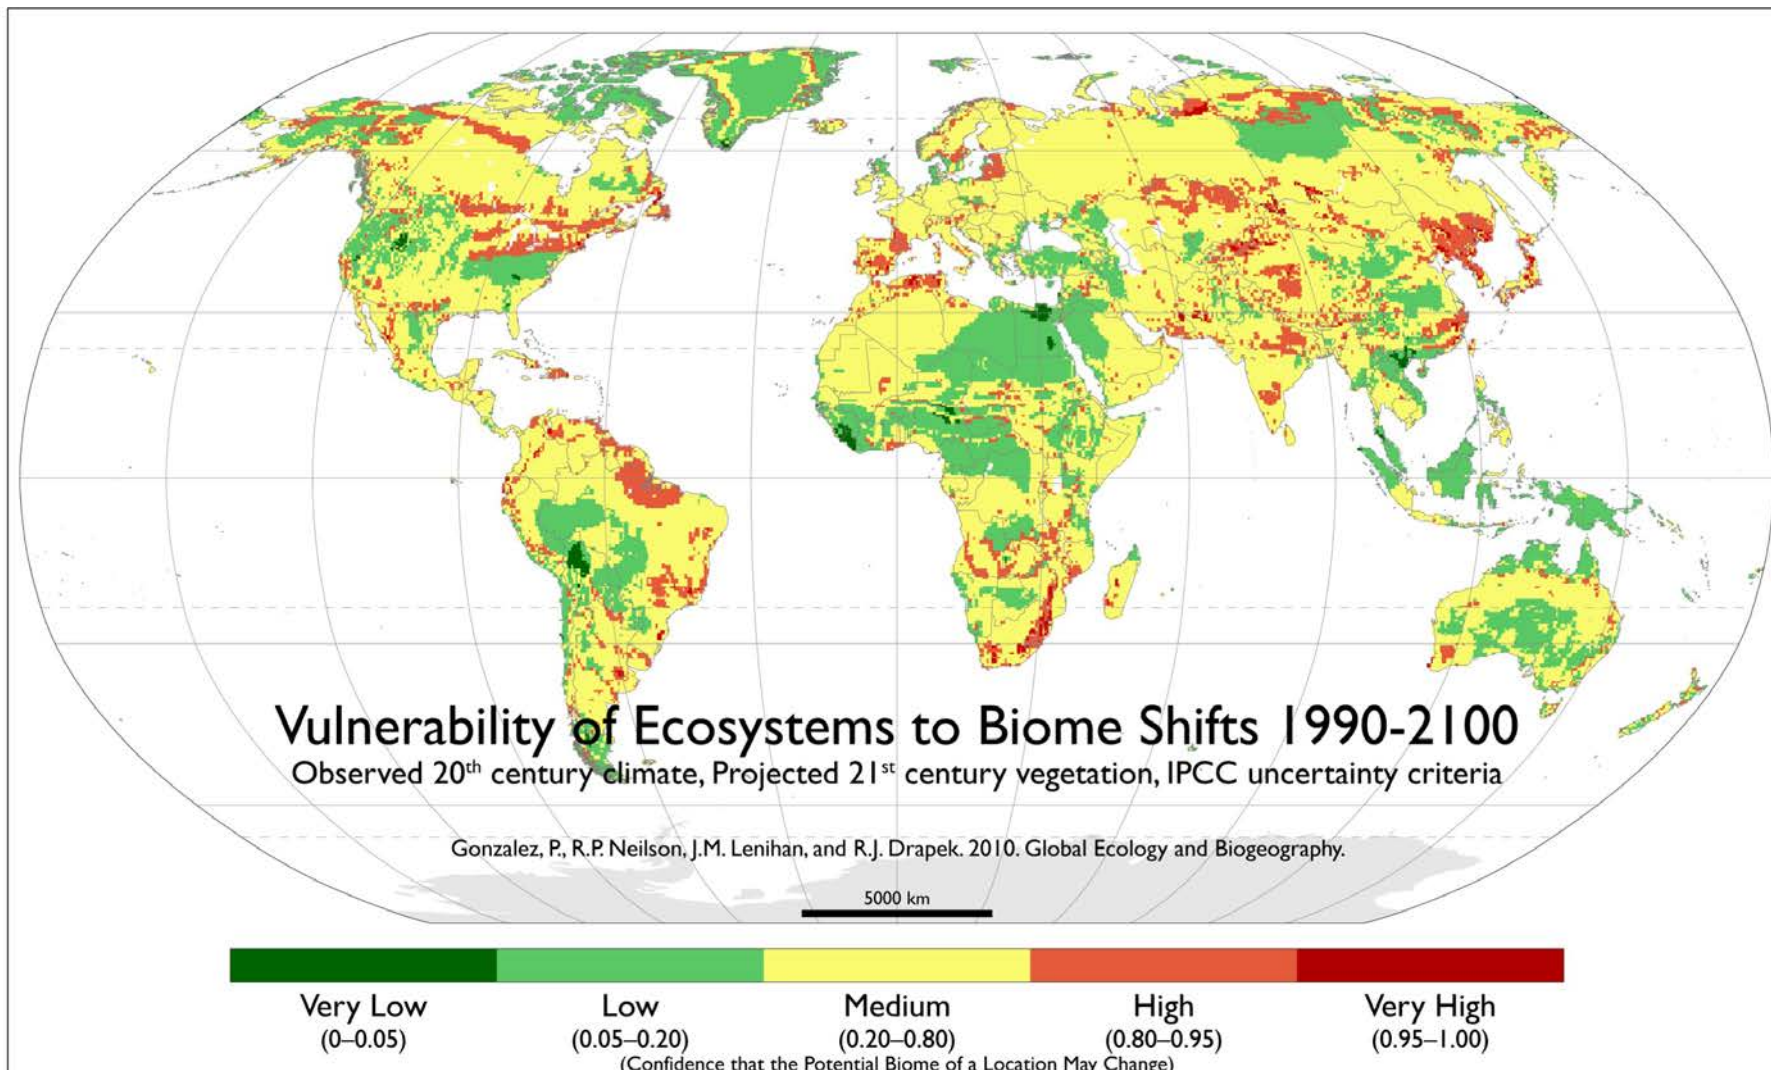 Vulnerability of Ecosystems to Biome Shifts 1990-2100
Observed 20th century climate, Projected 21st century vegetation, IPCC uncertainty criteria
Gonzalez, P., R.P. Neilson, J.M. Lenihan, and R.J. Drapek. 2010. Global Ecology and Biogeography.
5000 km
Very Low Low Medium High Very High
(0–0.05) (0.05–0.20) (0.20–0.80) (0.80–0.95) (0.95–1.00)
(Confidence that the Potential Biome of a Location May Change)